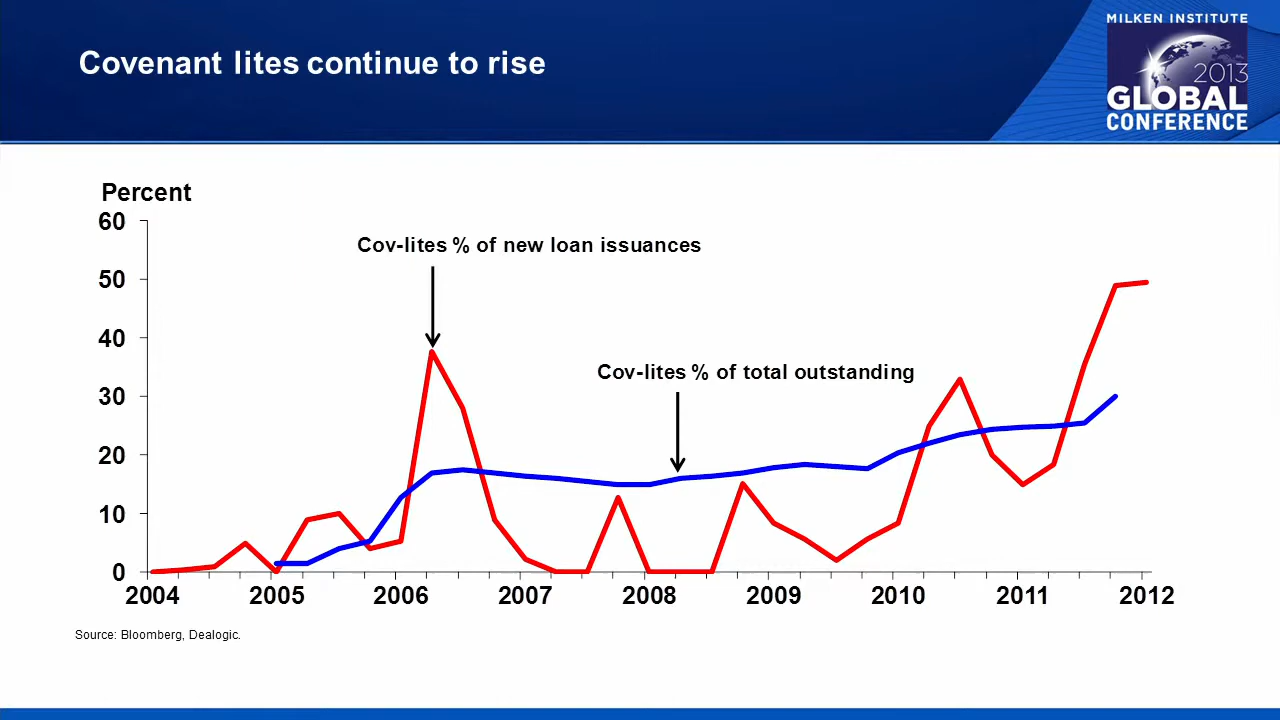 Covenant lites continue to rise
MILKEN INSTITUTE
2013
GLOBAL
CONFERENCE
Percent
60
50
40
30
20
10
0
Cov-lites % of new loan issuances
Cov-lites % of total outstanding
2004 2005 2006 2007 2008 2009 2010 2011 2012
Source: Bloomberg, Dealogic.